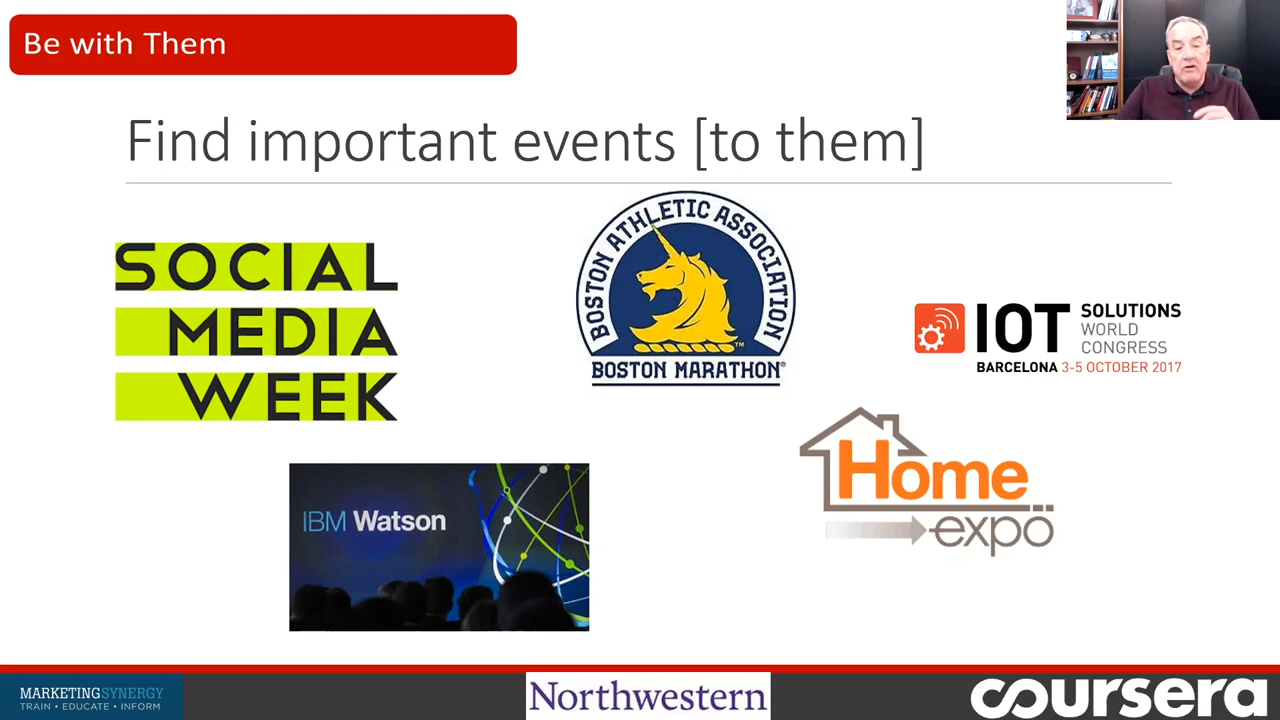 Be with Them
Find important events [to them]
SOCIAL
MEDIA
WEEK
BOSTON ATHLETIC ASSOCIATION
™
BOSTON MARATHON®
IOT
SOLUTIONS
WORLD
CONGRESS
BARCELONA 3-5 OCTOBER 2017
IBM Watson
Home
expo
MARKETINGSYNERGY
TRAIN • EDUCATE • INFORM
Northwestern
coursera